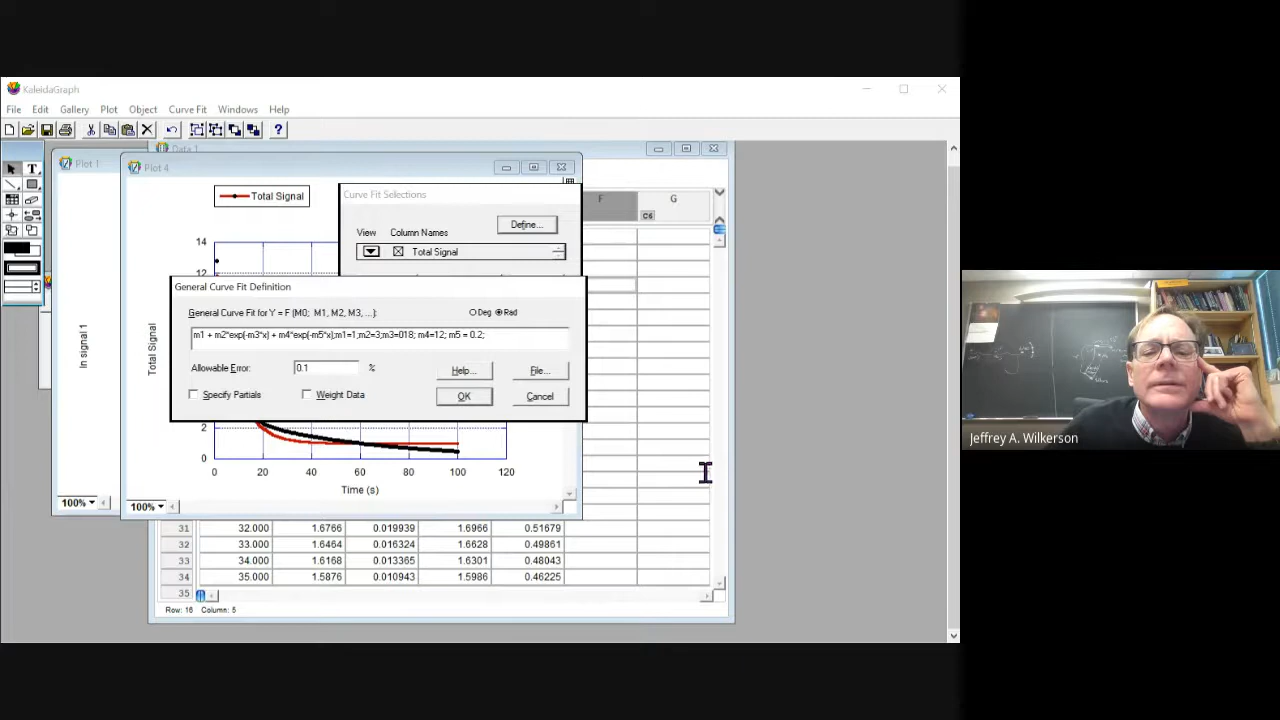 KaleidaGraph
File Edit Gallery Plot Object Curve Fit Windows Help
Data 1
Plot 1
Plot 4
Total Signal
Curve Fit Selections
F G
c6
Define...
View Column Names
Total Signal
14
12
General Curve Fit Definition
General Curve Fit for Y = F (M0; M1, M2, M3, ...):
Deg Rad
m1 + m2*exp(-m3*x) + m4*exp(-m5*x);m1=1;m2=3;m3=018; m4=12; m5 = 0.2;
Allowable Error: 0.1 %
Help... File...
Specify Partials Weight Data OK Cancel
In signal 1
Total Signal
2
0
0 20 40 60 80 100 120
Time (s)
100%
100%
31 32.000 1.6766 0.019939 1.6966 0.51679
32 33.000 1.6464 0.016324 1.6628 0.49861
33 34.000 1.6168 0.013365 1.6301 0.48043
34 35.000 1.5876 0.010943 1.5986 0.46225
35
Row: 16 Column: 5
Jeffrey A. Wilkerson